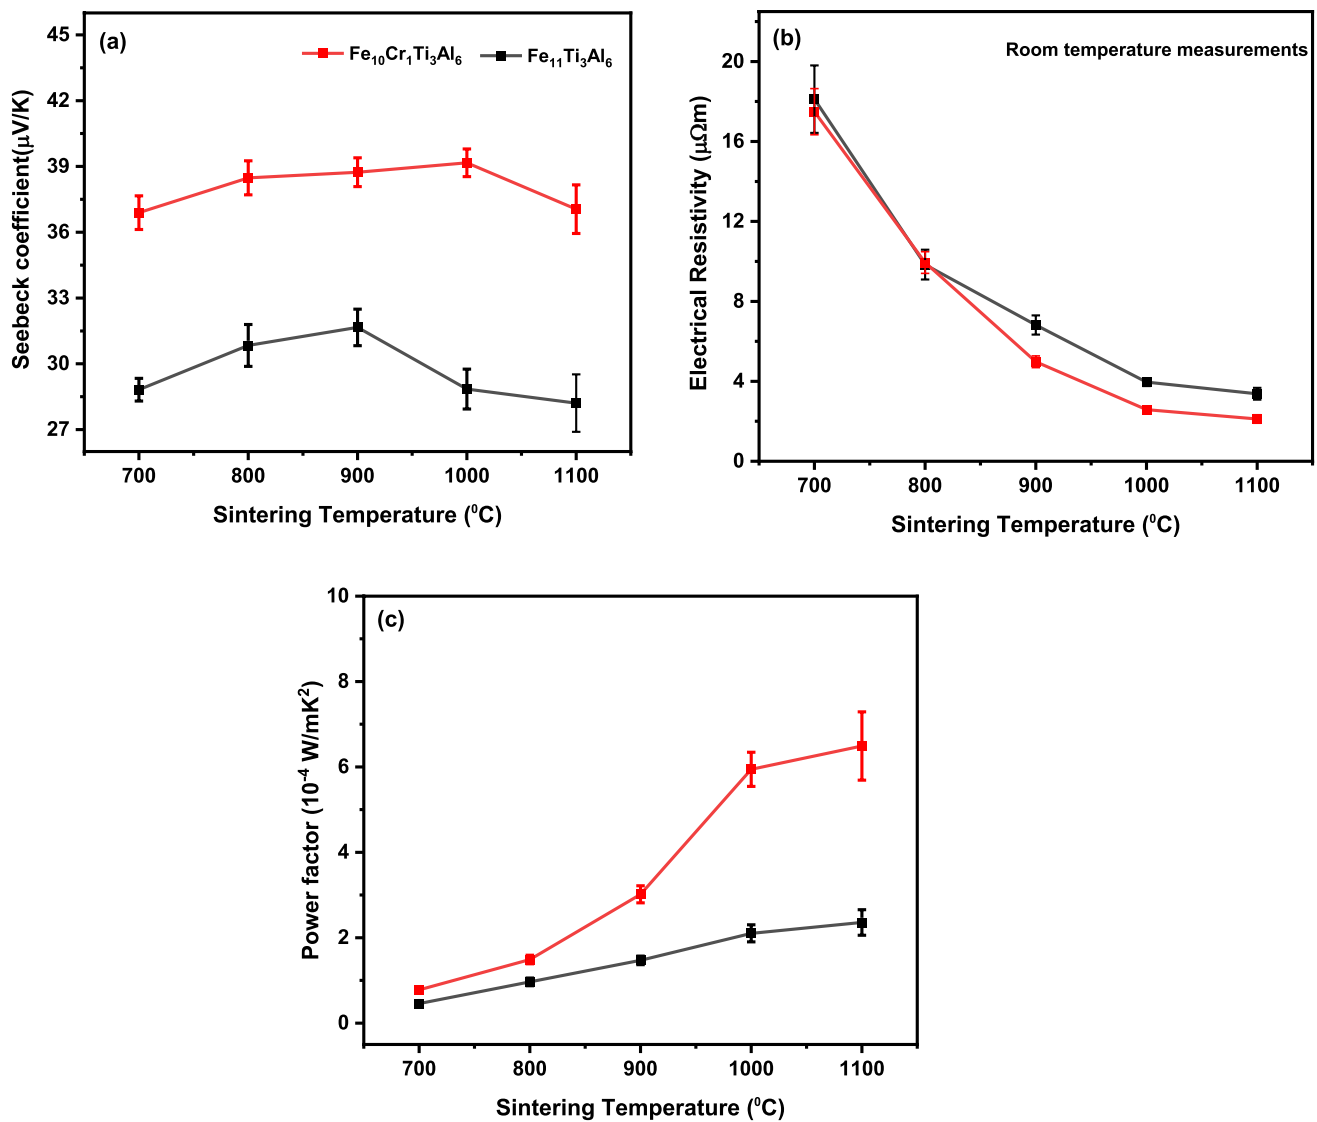 (a)
Fe₁₀Cr₁Ti₃Al₆
Fe₁₁Ti₃Al₆
Seebeck coefficient(μV/K)
45
42
39
36
33
30
27
700 800 900 1000 1100
Sintering Temperature (⁰C)
(b)
Room temperature measurements
Electrical Resistivity (μΩm)
20
16
12
8
4
0
700 800 900 1000 1100
Sintering Temperature (⁰C)
(c)
Power factor (10⁻⁴ W/mK²)
10
8
6
4
2
0
700 800 900 1000 1100
Sintering Temperature (⁰C)